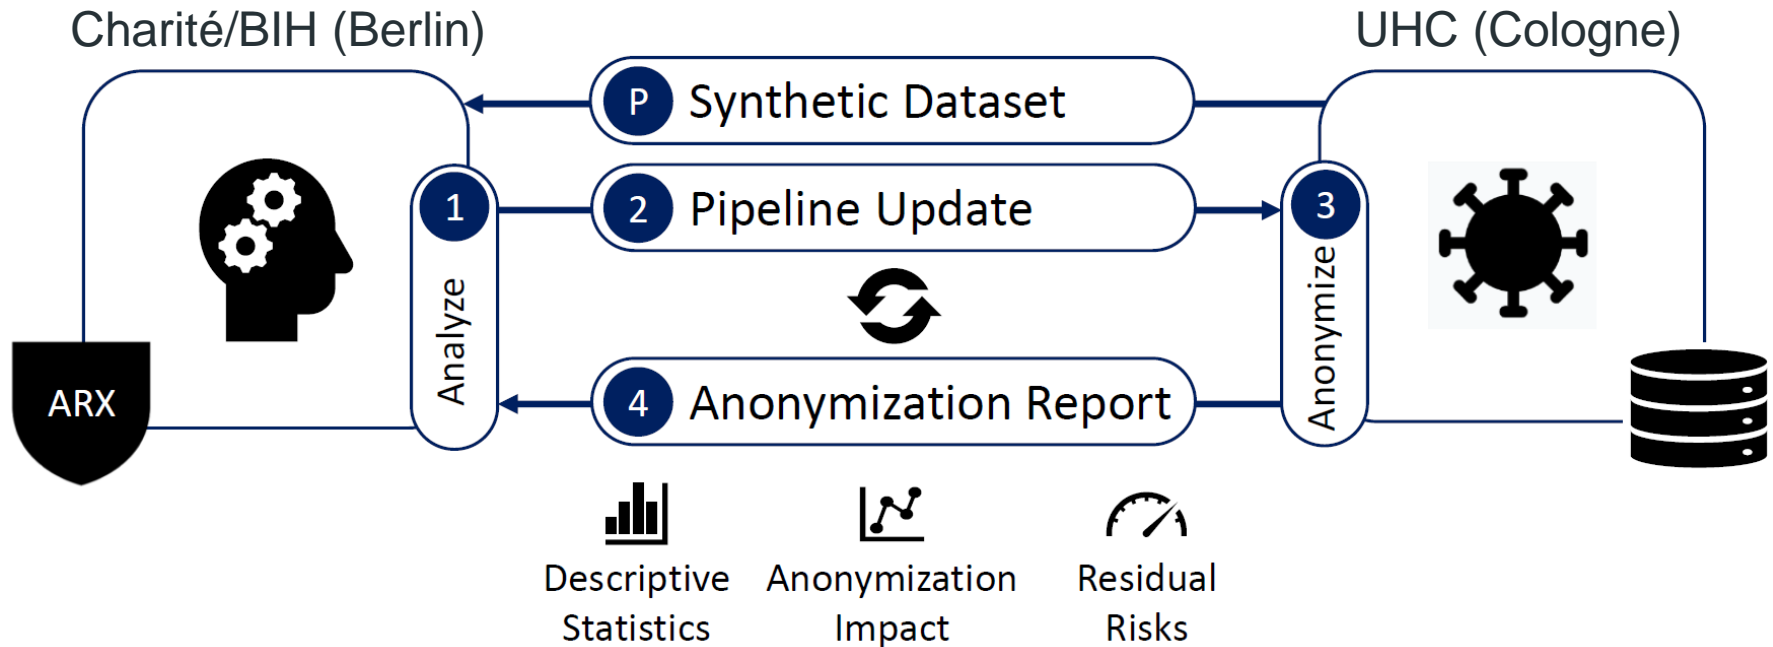 Charité/BIH (Berlin)
UHC (Cologne)
P Synthetic Dataset
1
Analyze
2 Pipeline Update
3
Anonymize
ARX
4 Anonymization Report
Descriptive
Statistics
Anonymization
Impact
Residual
Risks